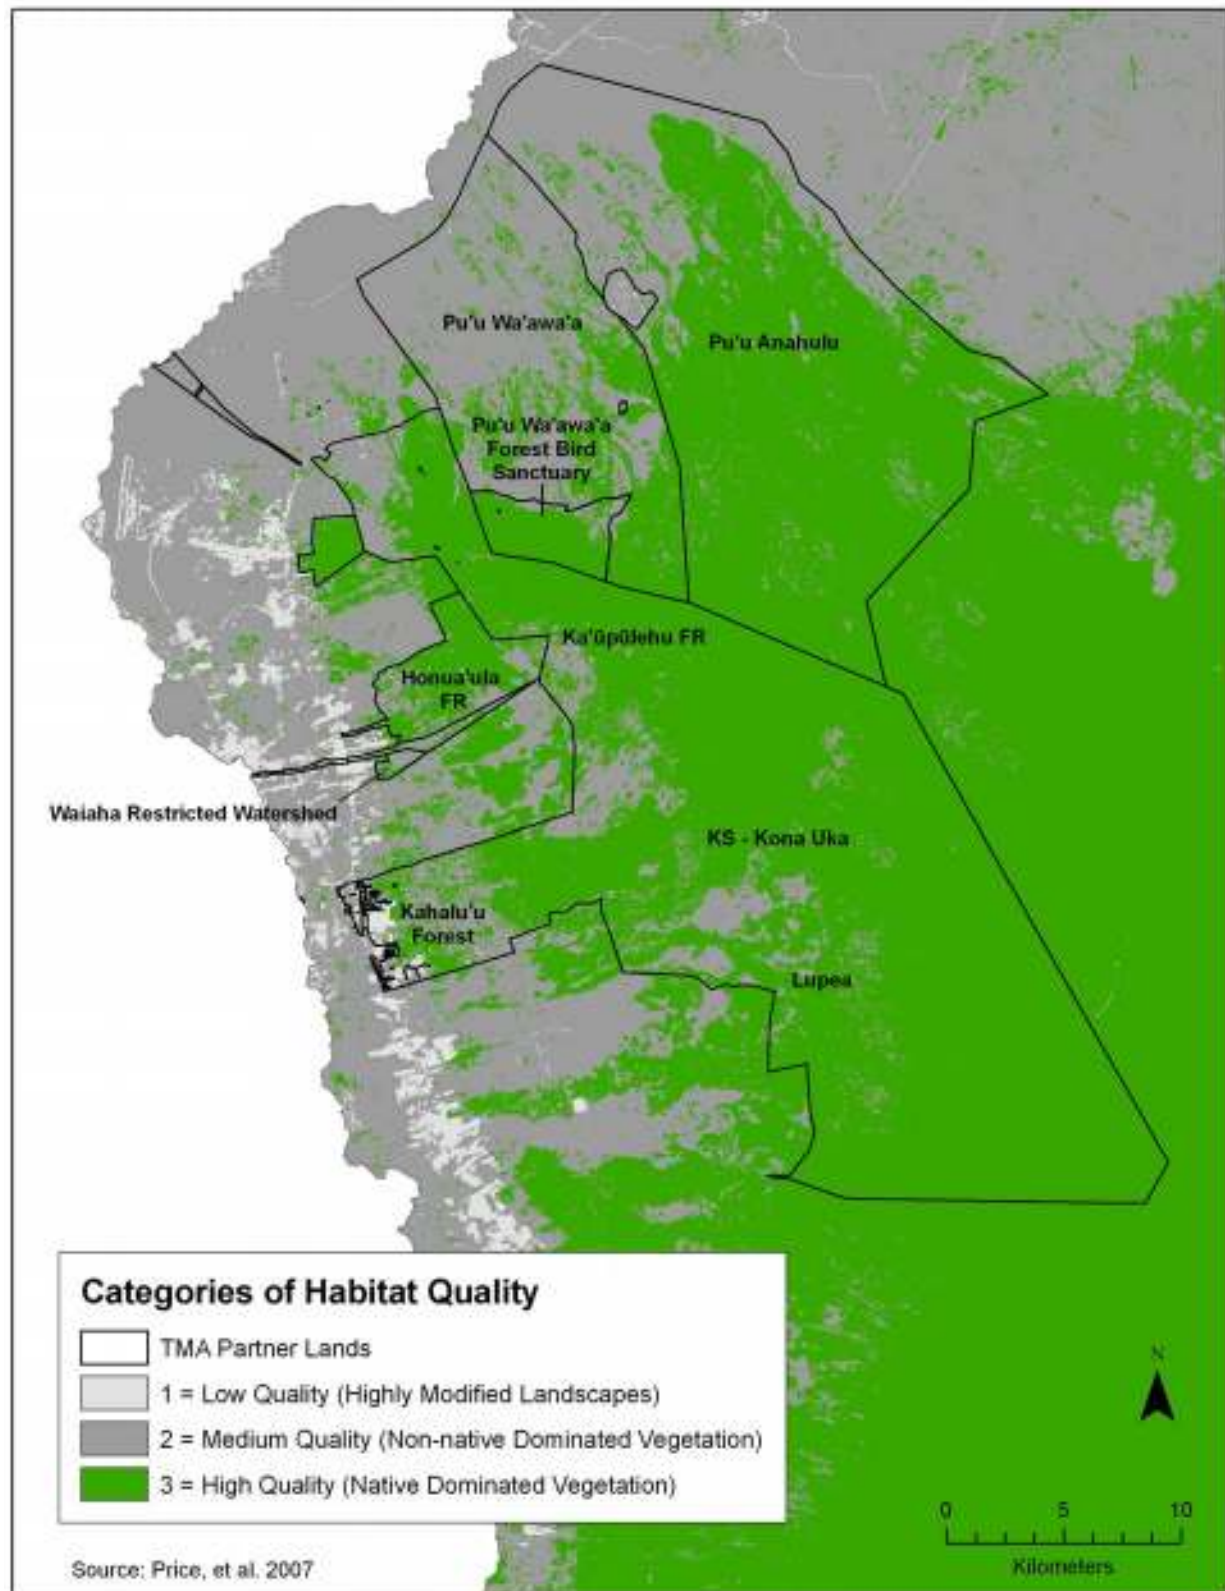 Pu'u Wa'awa'a
Pu'u Anahulu
Pu'u Wa'awa'a
Forest Bird
Sanctuary
Ka'ūpūlehu FR
Honua'ula
FR
Waiaha Restricted Watershed
KS - Kona Uka
Kahalu'u
Forest
Lupea
Categories of Habitat Quality
TMA Partner Lands
1 = Low Quality (Highly Modified Landscapes)
2 = Medium Quality (Non-native Dominated Vegetation)
3 = High Quality (Native Dominated Vegetation)
N
0 5 10
Kilometers
Source: Price, et al. 2007